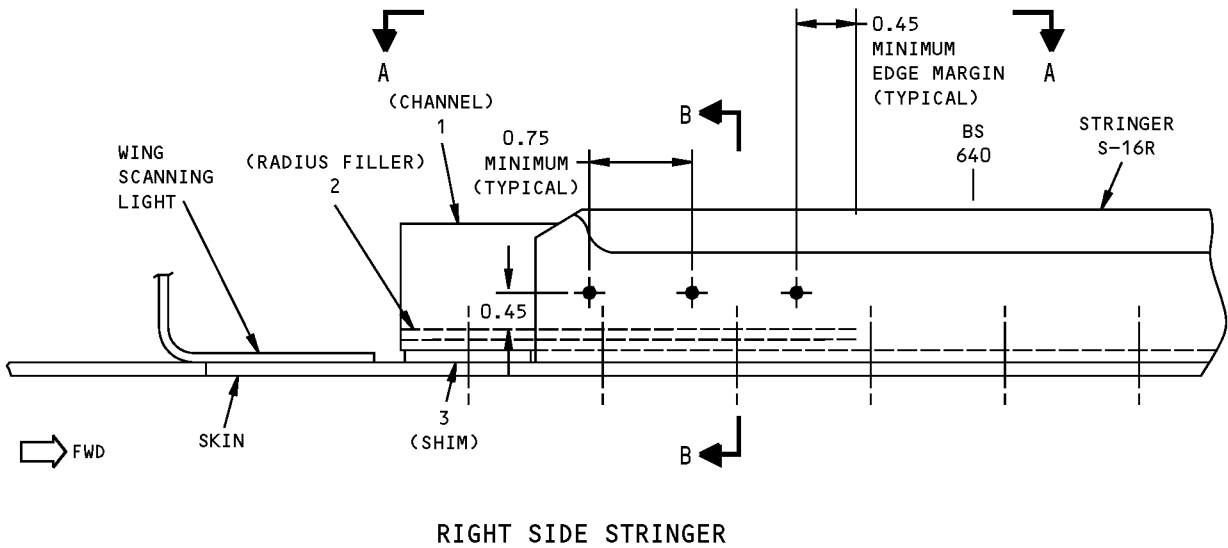 A
A
0.45
MINIMUM
EDGE MARGIN
(TYPICAL)
(CHANNEL)
1
B
0.75
MINIMUM
(TYPICAL)
BS
640
STRINGER
S-16R
WING
SCANNING
LIGHT
(RADIUS FILLER)
2
0.45
3
(SHIM)
SKIN
FWD
B
RIGHT SIDE STRINGER